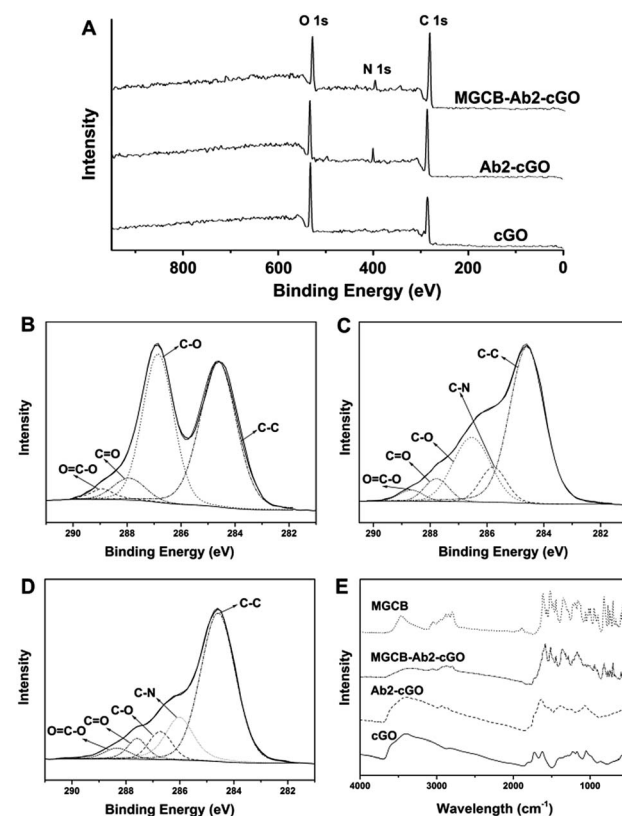 A
O 1s
N 1s
C 1s
MGCB-Ab2-cGO
Ab2-cGO
cGO
Intensity
800 600 400 200 0
Binding Energy (eV)
B
C-O
C-C
C=O
O=C-O
Intensity
290 288 286 284 282
Binding Energy (eV)
C
C-C
C-N
C-O
C=O
O=C-O
Intensity
290 288 286 284 282
Binding Energy (eV)
D
C-C
C-N
C-O
C=O
O=C-O
Intensity
290 288 286 284 282
Binding Energy (eV)
E
MGCB
MGCB-Ab2-cGO
Ab2-cGO
cGO
Intensity
4000 3000 2000 1000
Wavelength (cm-1)